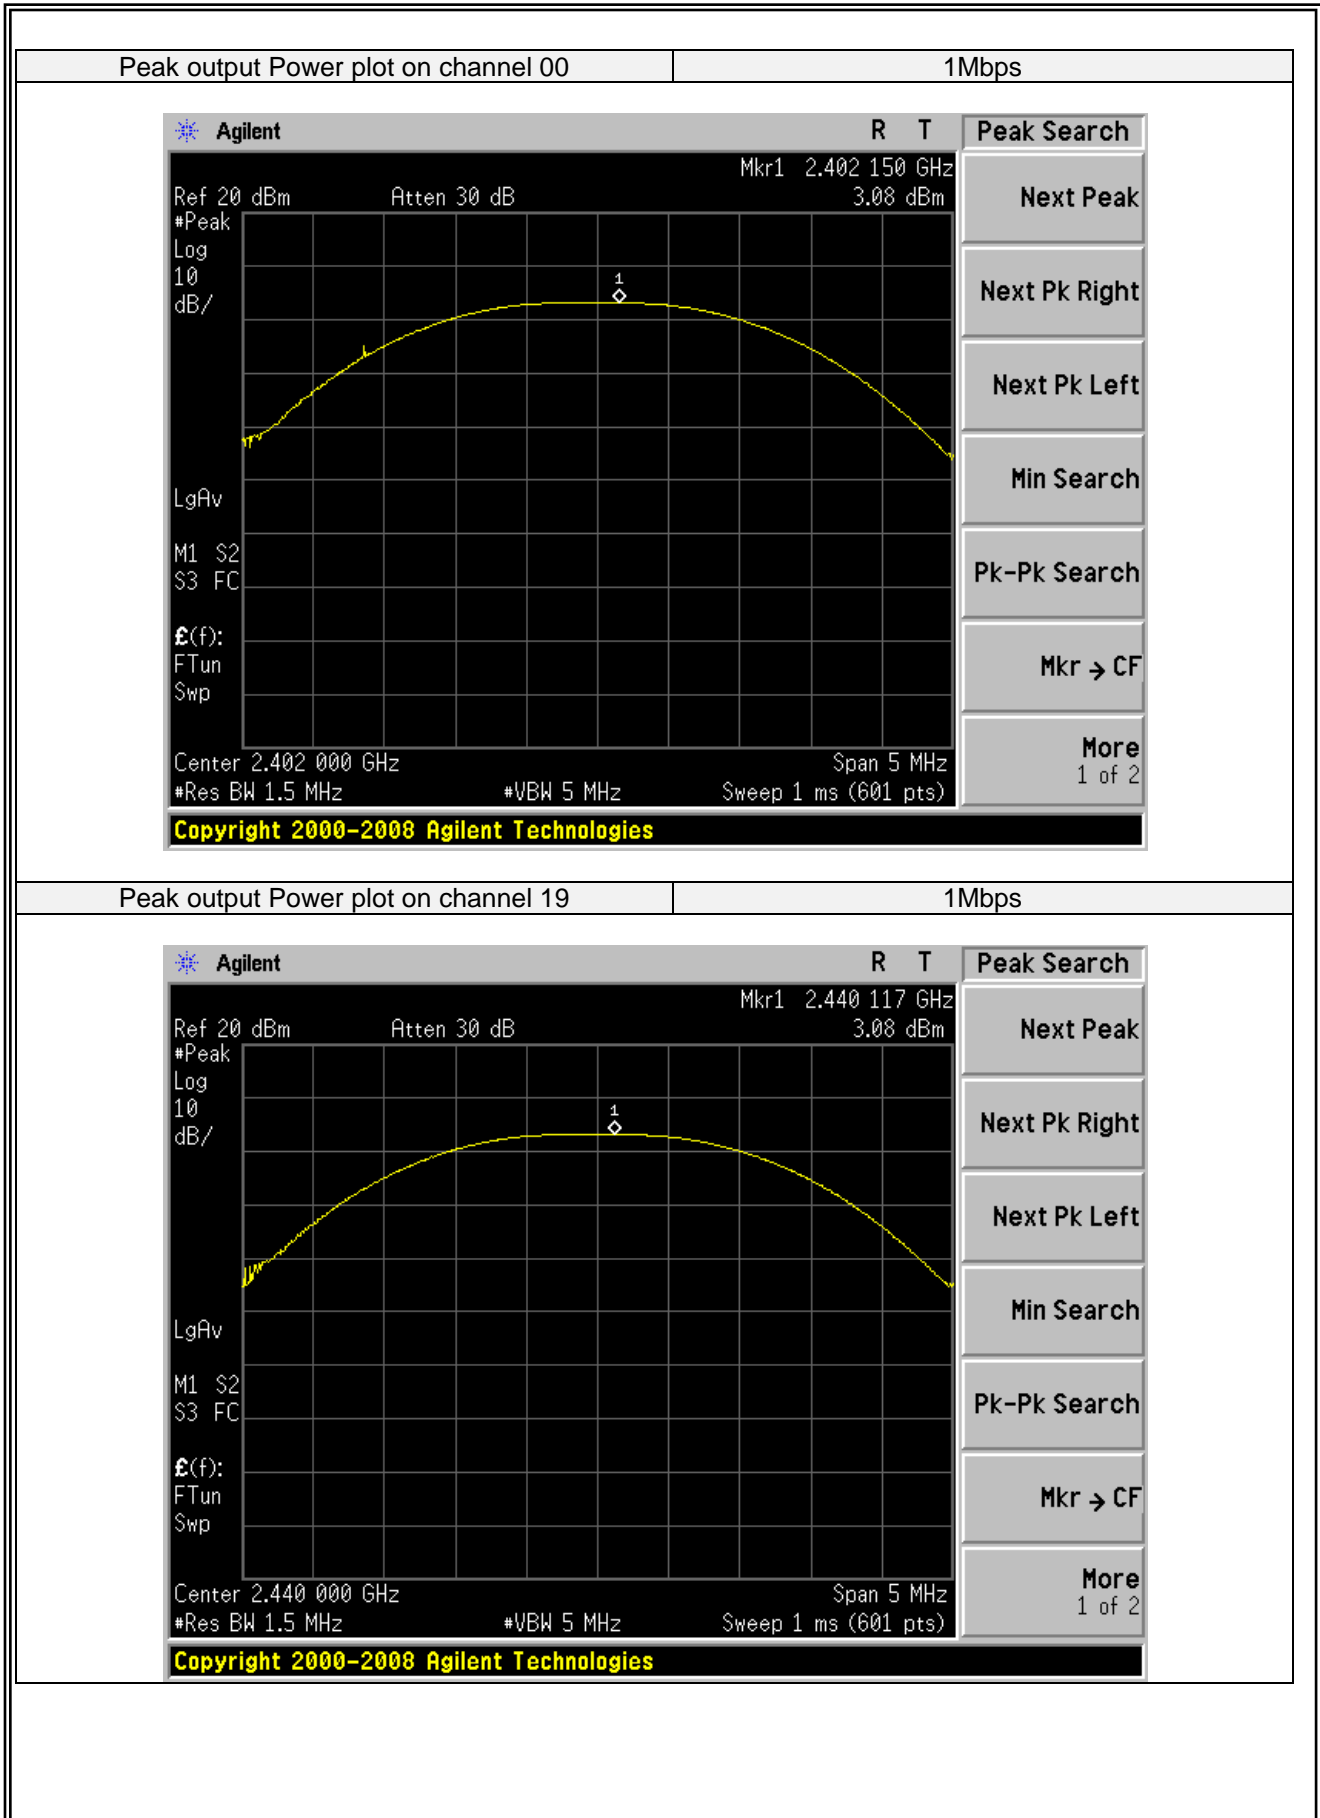 Peak output Power plot on channel 00 1Mbps
Agilent R T Peak Search
Mkr1 2.402 150 GHz
Ref 20 dBm Atten 30 dB 3.08 dBm
#Peak
Log
10
dB/
1
LgAv
M1 S2
S3 FC
£(f):
FTun
Swp
Center 2.402 000 GHz Span 5 MHz
#Res BW 1.5 MHz #VBW 5 MHz Sweep 1 ms (601 pts)
Next Peak
Next Pk Right
Next Pk Left
Min Search
Pk-Pk Search
Mkr → CF
More
1 of 2
Copyright 2000-2008 Agilent Technologies
Peak output Power plot on channel 19 1Mbps
Agilent R T Peak Search
Mkr1 2.440 117 GHz
Ref 20 dBm Atten 30 dB 3.08 dBm
#Peak
Log
10
dB/
1
LgAv
M1 S2
S3 FC
£(f):
FTun
Swp
Center 2.440 000 GHz Span 5 MHz
#Res BW 1.5 MHz #VBW 5 MHz Sweep 1 ms (601 pts)
Next Peak
Next Pk Right
Next Pk Left
Min Search
Pk-Pk Search
Mkr → CF
More
1 of 2
Copyright 2000-2008 Agilent Technologies